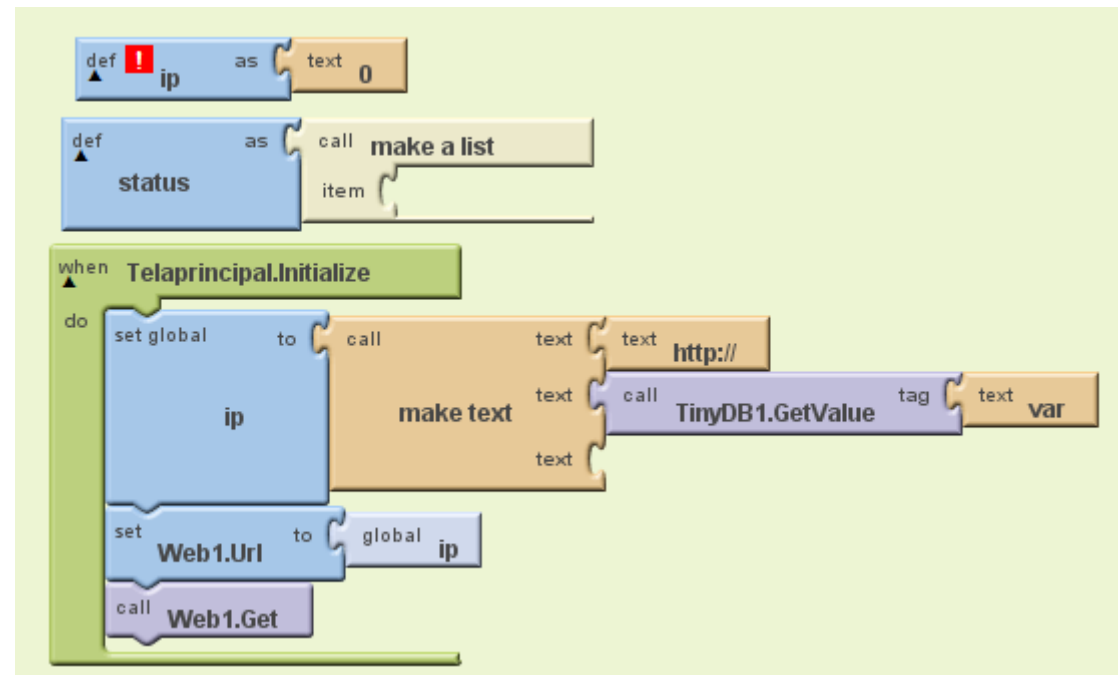 def ! ip as text 0
def status as call make a list
item
when Telaprincipal.Initialize
do
set global ip to call make text text text http://
text call TinyDB1.GetValue tag text var
text
set Web1.Url to global ip
call Web1.Get